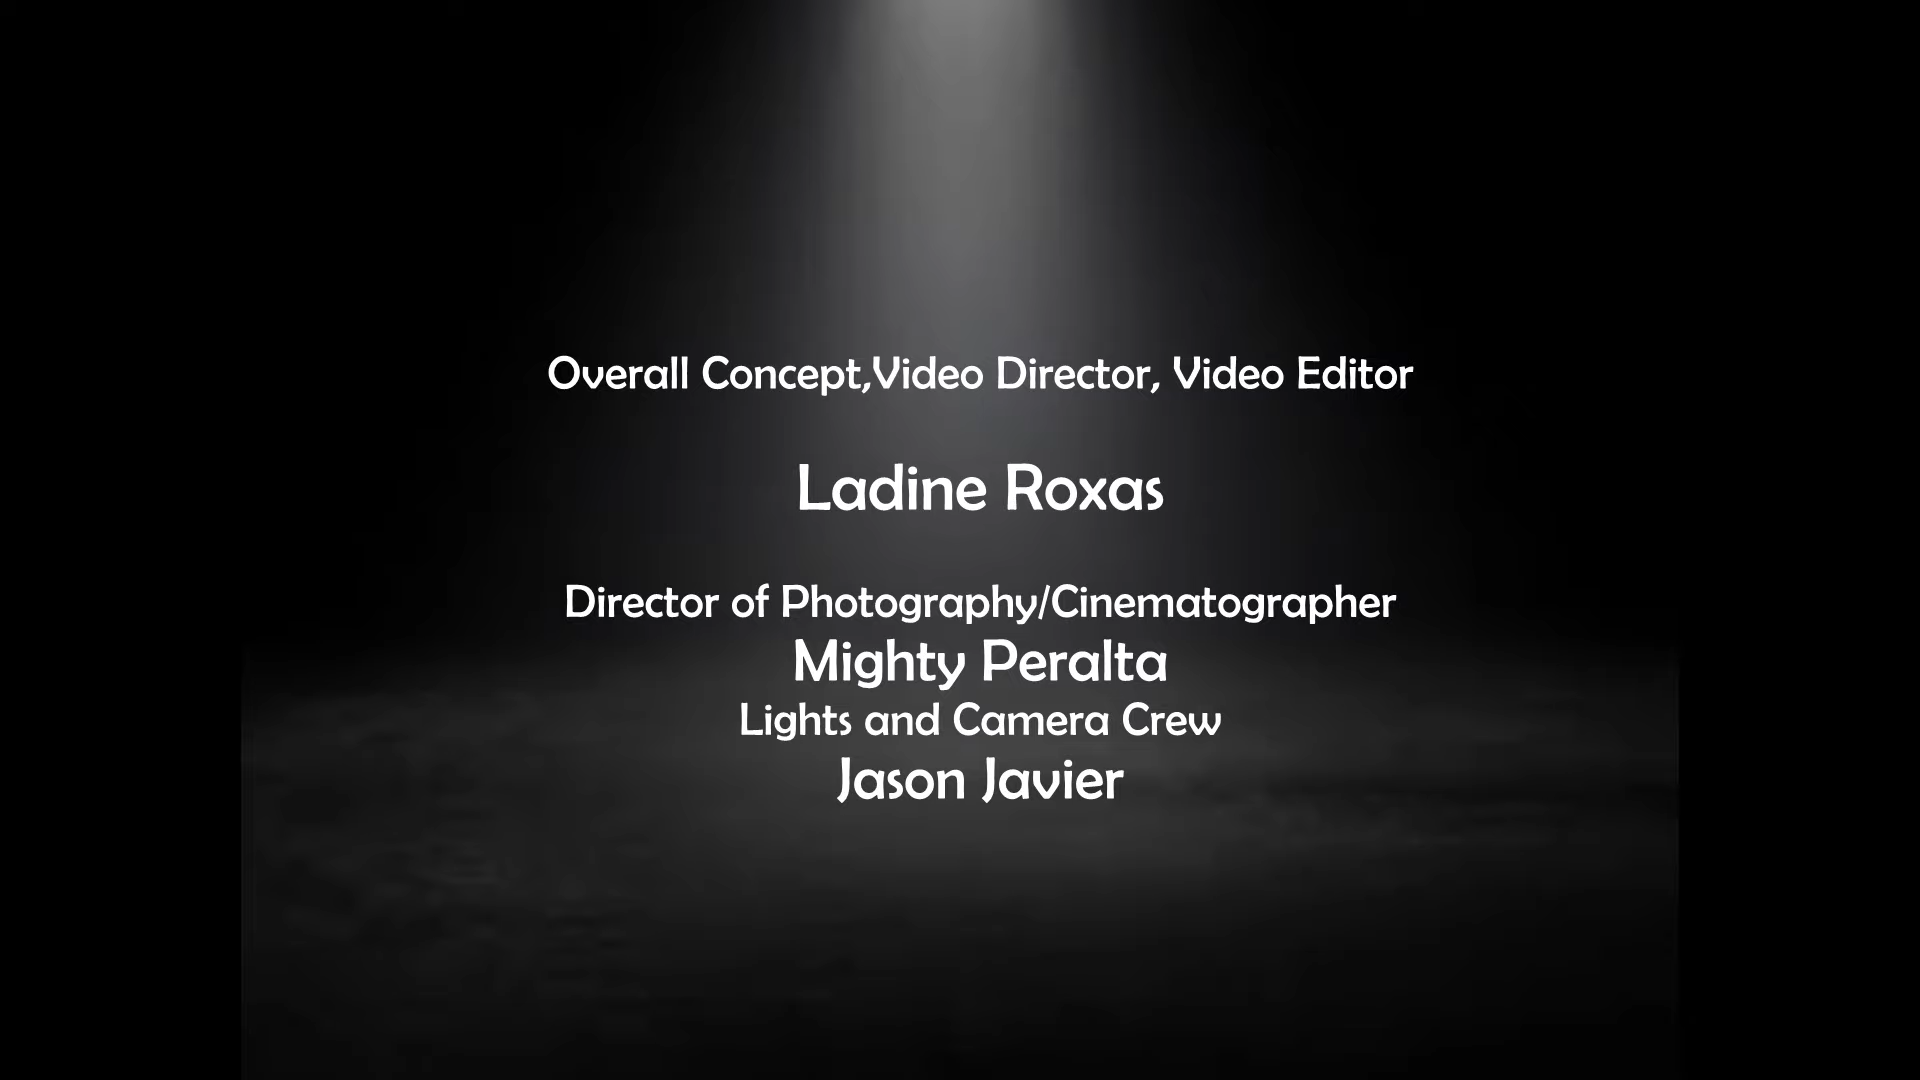 Overall Concept,Video Director, Video Editor
Ladine Roxas
Director of Photography/Cinematographer
Mighty Peralta
Lights and Camera Crew
Jason Javier